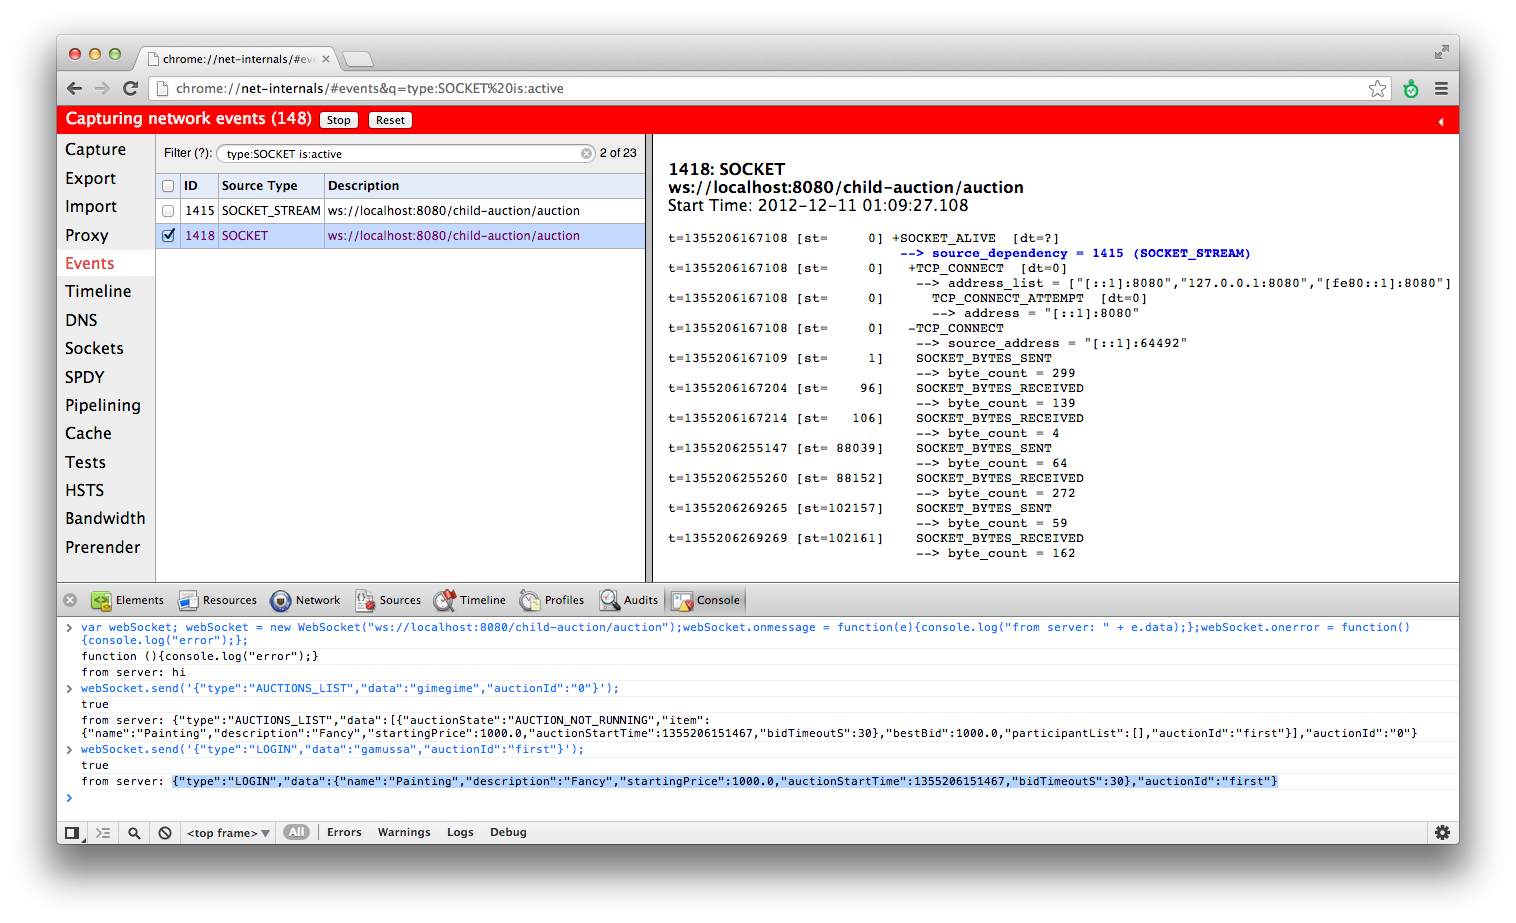 chrome://net-internals/#eve
chrome://net-internals/#events&q=type:SOCKET%20is:active
Capturing network events (148) Stop Reset
Capture
Export
Import
Proxy
Events
Timeline
DNS
Sockets
SPDY
Pipelining
Cache
Tests
HSTS
Bandwidth
Prerender
Filter (?): type:SOCKET is:active 2 of 23
ID Source Type Description
1415 SOCKET_STREAM ws://localhost:8080/child-auction/auction
1418 SOCKET ws://localhost:8080/child-auction/auction
1418: SOCKET
ws://localhost:8080/child-auction/auction
Start Time: 2012-12-11 01:09:27.108
t=1355206167108 [st=     0] +SOCKET_ALIVE  [dt=?]
--> source_dependency = 1415 (SOCKET_STREAM)
t=1355206167108 [st=     0]   +TCP_CONNECT  [dt=0]
--> address_list = ["[::1]:8080","127.0.0.1:8080","[fe80::1]:8080"]
t=1355206167108 [st=     0]      TCP_CONNECT_ATTEMPT  [dt=0]
--> address = "[::1]:8080"
t=1355206167108 [st=     0]   -TCP_CONNECT
--> source_address = "[::1]:64492"
t=1355206167109 [st=     1]    SOCKET_BYTES_SENT
--> byte_count = 299
t=1355206167204 [st=    96]    SOCKET_BYTES_RECEIVED
--> byte_count = 139
t=1355206167214 [st=   106]    SOCKET_BYTES_RECEIVED
--> byte_count = 4
t=1355206255147 [st= 88039]    SOCKET_BYTES_SENT
--> byte_count = 64
t=1355206255260 [st= 88152]    SOCKET_BYTES_RECEIVED
--> byte_count = 272
t=1355206269265 [st=102157]    SOCKET_BYTES_SENT
--> byte_count = 59
t=1355206269269 [st=102161]    SOCKET_BYTES_RECEIVED
--> byte_count = 162
Elements Resources Network Sources Timeline Profiles Audits Console
> var webSocket; webSocket = new WebSocket("ws://localhost:8080/child-auction/auction");webSocket.onmessage = function(e){console.log("from server: " + e.data);};webSocket.onerror = function()
{console.log("error");};
function (){console.log("error");}
from server: hi
> webSocket.send('{"type":"AUCTIONS_LIST","data":"gimegime","auctionId":"0"}');
true
from server: {"type":"AUCTIONS_LIST","data":[{"auctionState":"AUCTION_NOT_RUNNING","item":
{"name":"Painting","description":"Fancy","startingPrice":1000.0,"auctionStartTime":1355206151467,"bidTimeoutS":30},"bestBid":1000.0,"participantList":[],"auctionId":"first"}],"auctionId":"0"}
> webSocket.send('{"type":"LOGIN","data":"gamussa","auctionId":"first"}');
true
from server: {"type":"LOGIN","data":{"name":"Painting","description":"Fancy","startingPrice":1000.0,"auctionStartTime":1355206151467,"bidTimeoutS":30},"auctionId":"first"}
>
<top frame> All Errors Warnings Logs Debug